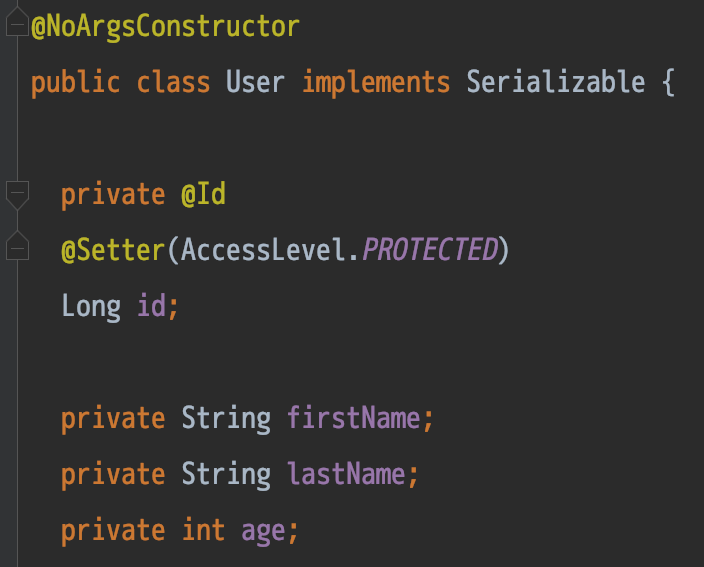 @NoArgsConstructor
public class User implements Serializable {
private @Id
@Setter(AccessLevel.PROTECTED)
Long id;
private String firstName;
private String lastName;
private int age;